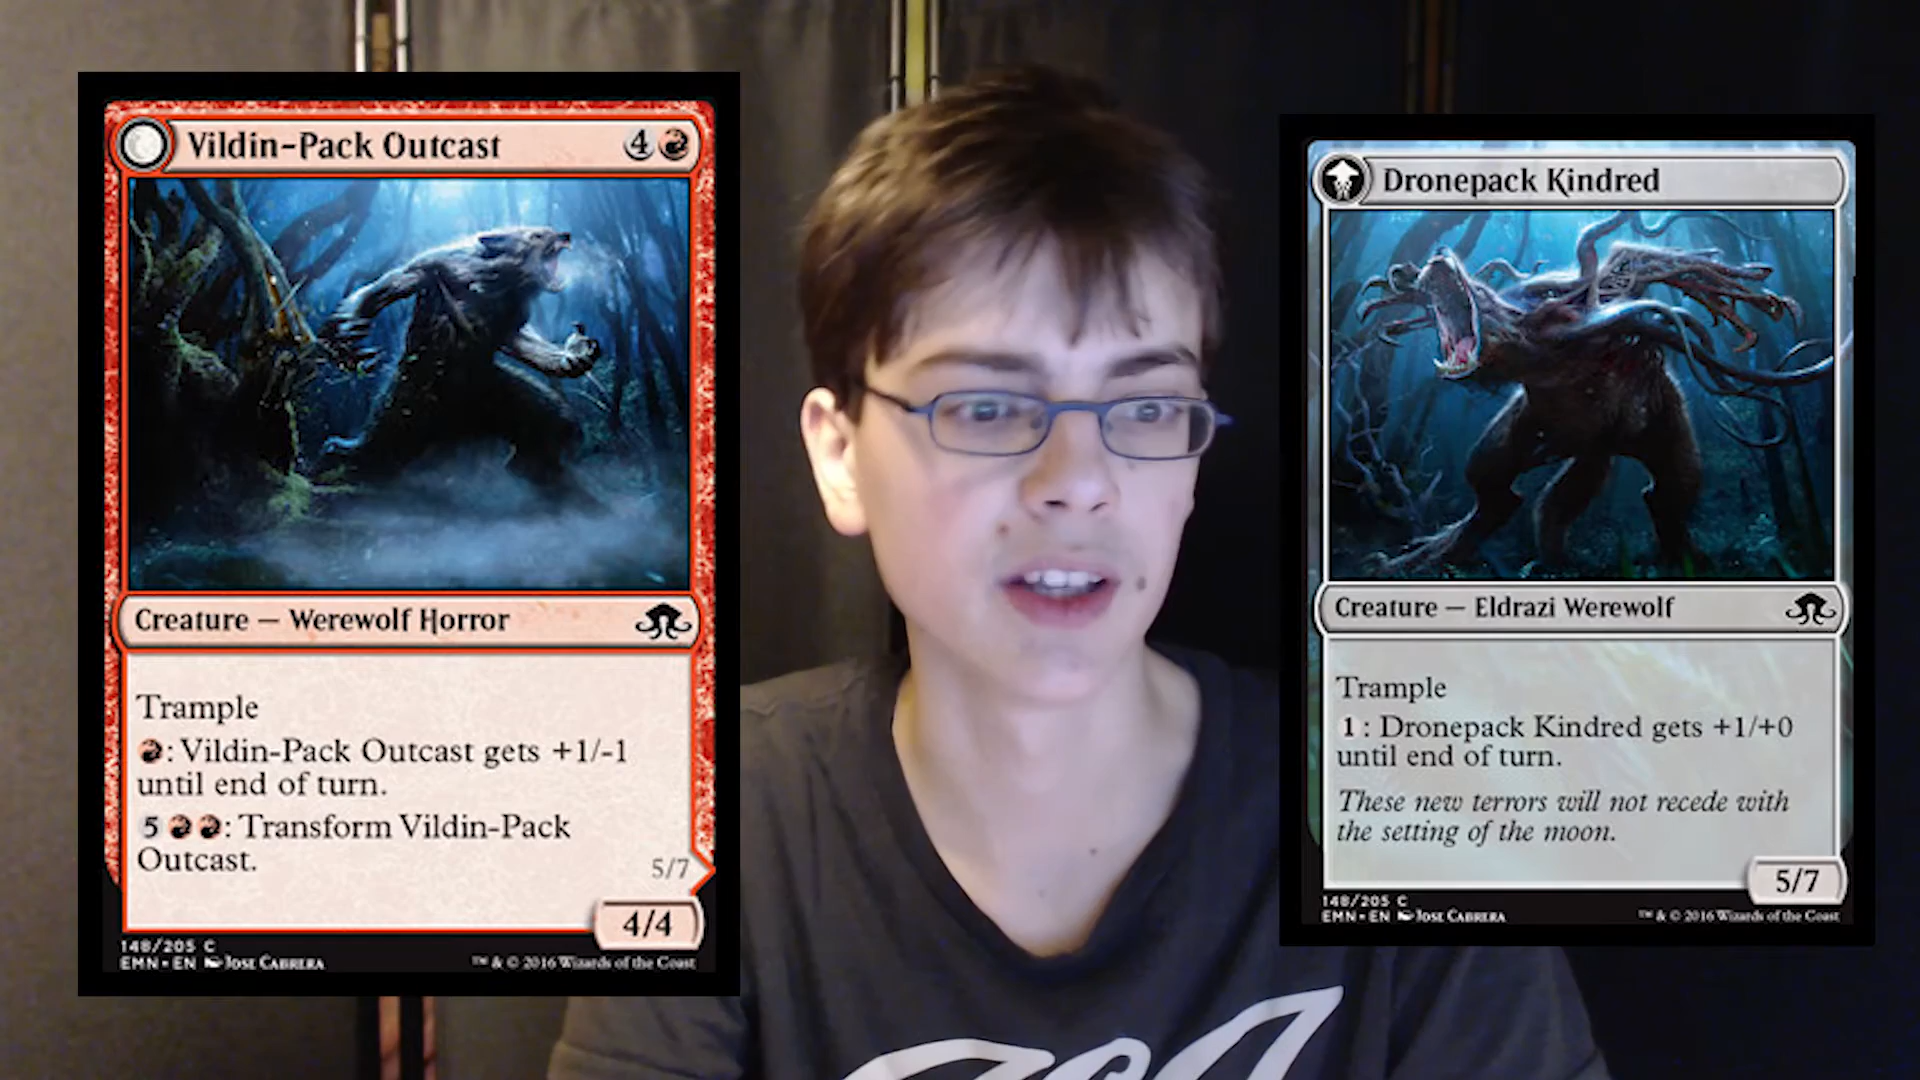 Vildin-Pack Outcast 4
Creature — Werewolf Horror
Trample
: Vildin-Pack Outcast gets +1/-1
until end of turn.
5 : Transform Vildin-Pack
Outcast.
5/7
4/4
148/205 C
EMN • EN Jose Cabrera
™ & © 2016 Wizards of the Coast
Dronepack Kindred
Creature — Eldrazi Werewolf
Trample
1 : Dronepack Kindred gets +1/+0
until end of turn.
These new terrors will not recede with
the setting of the moon.
5/7
148/205 C
EMN • EN Jose Cabrera
™ & © 2016 Wizards of the Coast